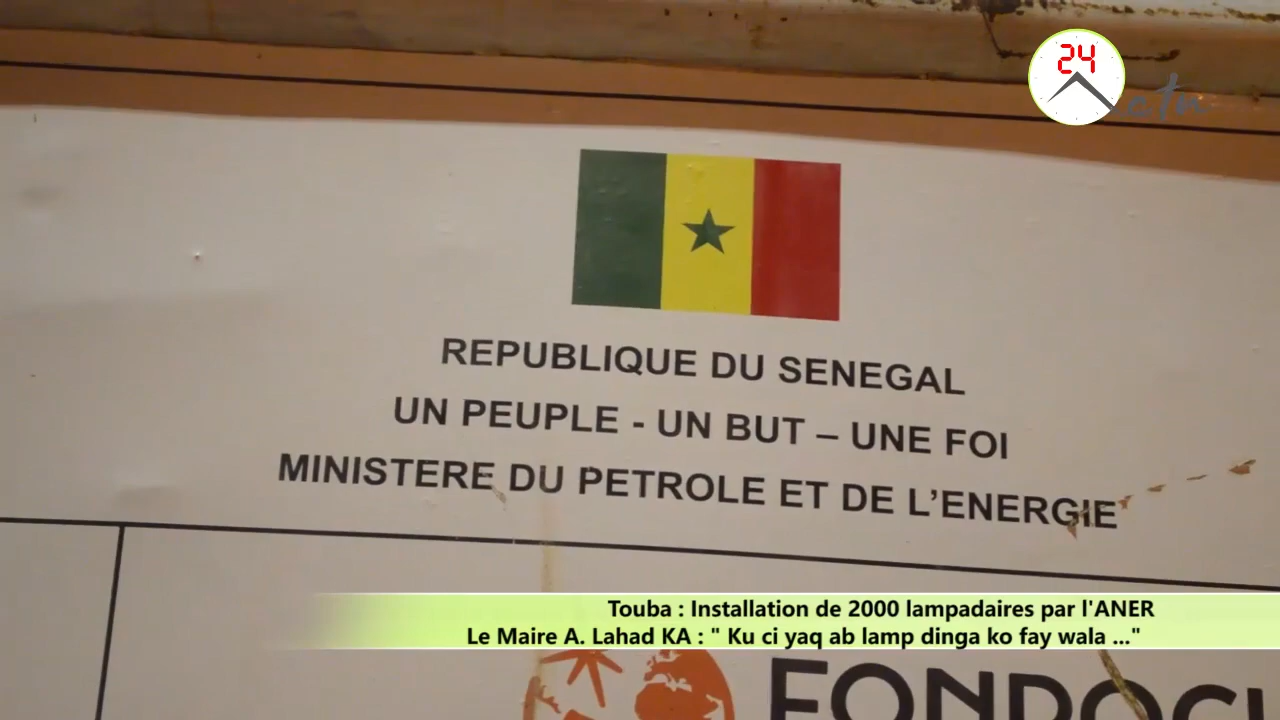 24
ctn
REPUBLIQUE DU SENEGAL
UN PEUPLE - UN BUT – UNE FOI
MINISTERE DU PETROLE ET DE L’ENERGIE
Touba : Installation de 2000 lampadaires par l'ANER
Le Maire A. Lahad KA : " Ku ci yaq ab lamp dinga ko fay wala ..."